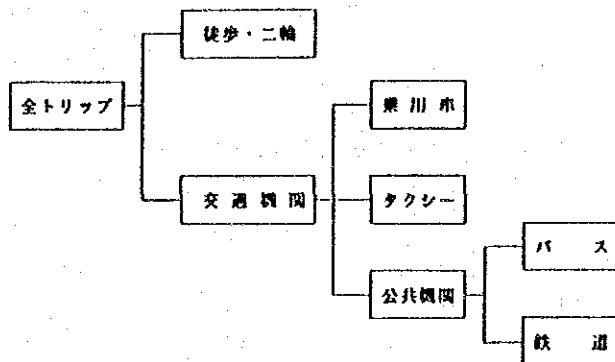 徒歩・二輪
全トリップ
乗用車
交通機関
タクシー
バス
公共機関
鉄道